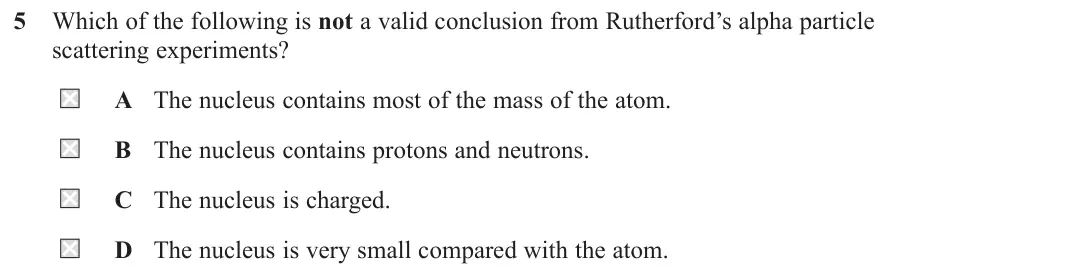 5 Which of the following is not a valid conclusion from Rutherford's alpha particle
scattering experiments?
A The nucleus contains most of the mass of the atom.
B The nucleus contains protons and neutrons.
C The nucleus is charged.
D The nucleus is very small compared with the atom.